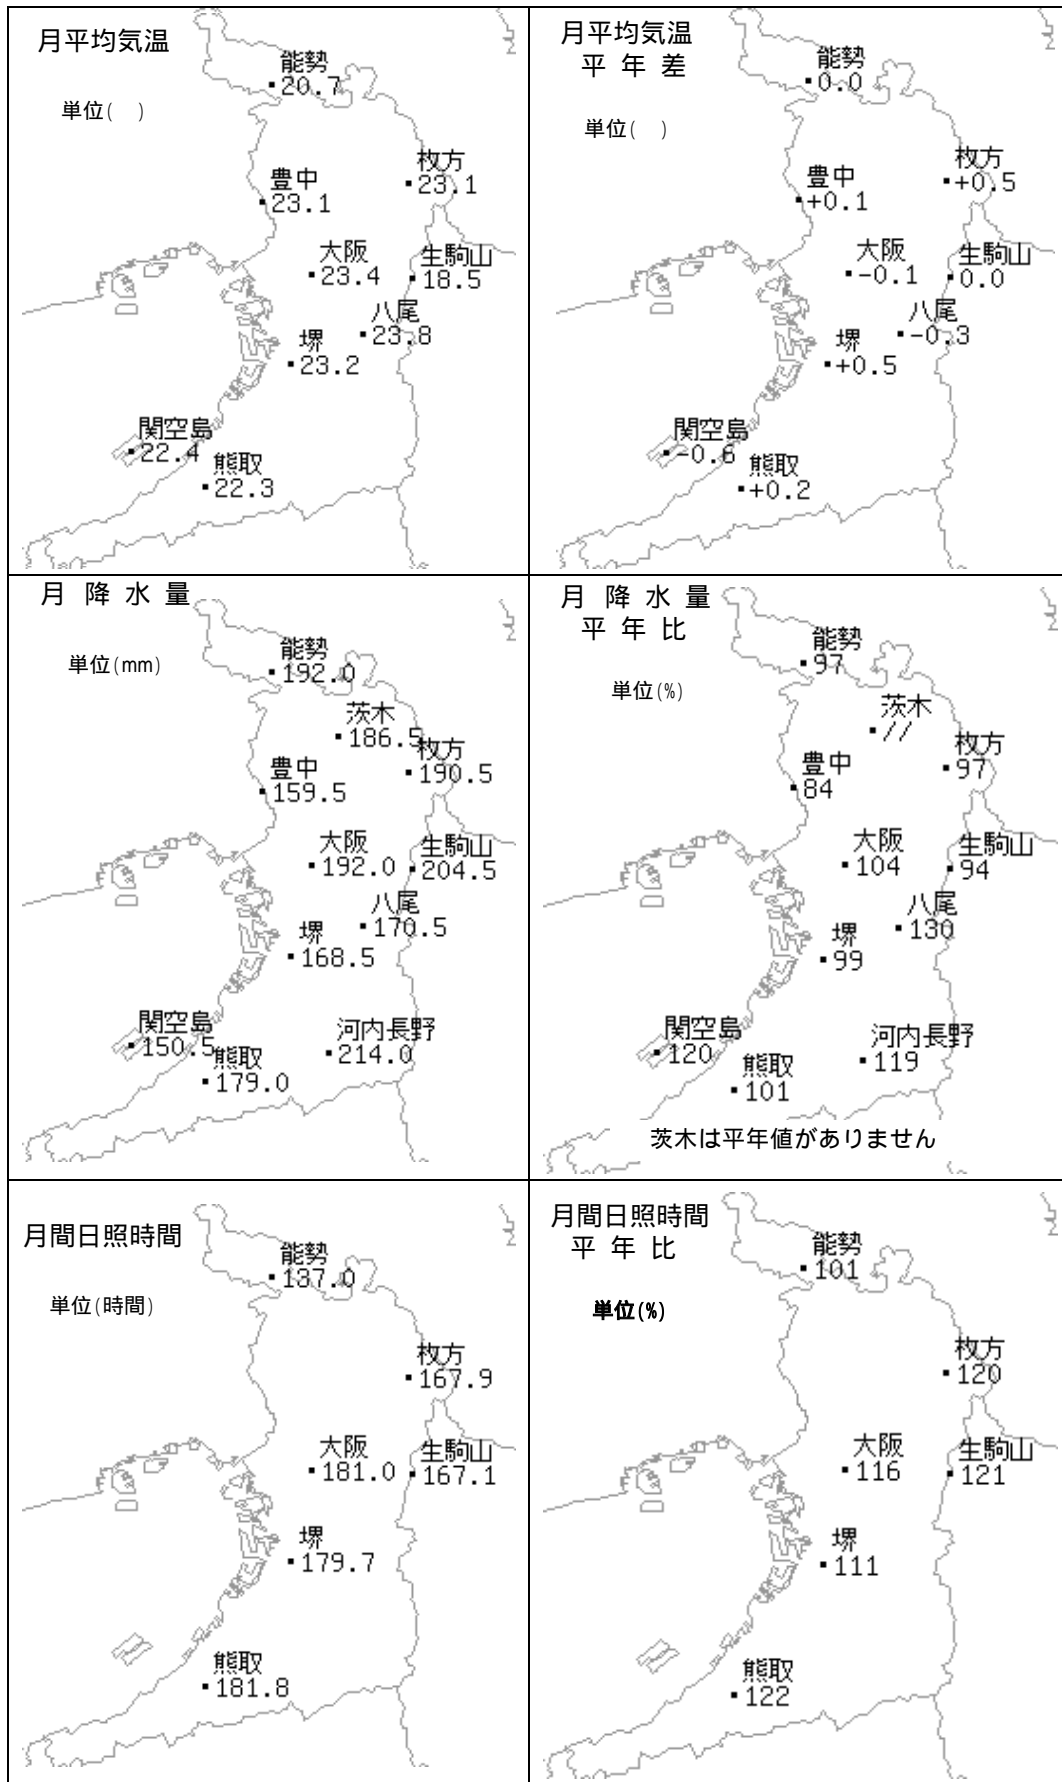 月平均気温
単位( )
能勢
20.7
枚方
23.1
豊中
23.1
大阪
23.4
生駒山
18.5
八尾
23.8
堺
23.2
関空島
22.4
熊取
22.3
月平均気温
平 年 差
単位( )
能勢
0.0
枚方
+0.5
豊中
+0.1
大阪
-0.1
生駒山
0.0
八尾
-0.3
堺
+0.5
関空島
-0.6
熊取
+0.2
月 降 水 量
単位(mm)
能勢
192.0
茨木
186.5
枚方
190.5
豊中
159.5
大阪
192.0
生駒山
204.5
八尾
170.5
堺
168.5
関空島
150.5
熊取
179.0
河内長野
214.0
月 降 水 量
平 年 比
単位(%)
能勢
97
茨木
//
枚方
97
豊中
84
大阪
104
生駒山
94
八尾
130
堺
99
関空島
120
熊取
101
河内長野
119
茨木は平年値がありません
月間日照時間
単位(時間)
能勢
137.0
枚方
167.9
大阪
181.0
生駒山
167.1
堺
179.7
熊取
181.8
月間日照時間
平 年 比
単位(%)
能勢
101
枚方
120
大阪
116
生駒山
121
堺
111
熊取
122